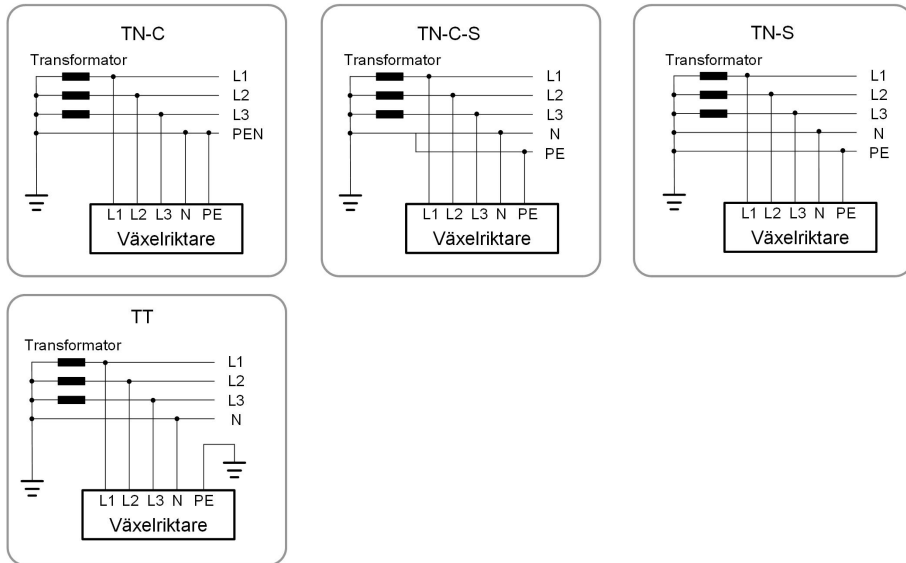 TN-C
Transformator
L1
L2
L3
PEN
L1 L2 L3 N PE
Växelriktare
TN-C-S
Transformator
L1
L2
L3
N
PE
L1 L2 L3 N PE
Växelriktare
TN-S
Transformator
L1
L2
L3
N
PE
L1 L2 L3 N PE
Växelriktare
TT
Transformator
L1
L2
L3
N
L1 L2 L3 N PE
Växelriktare